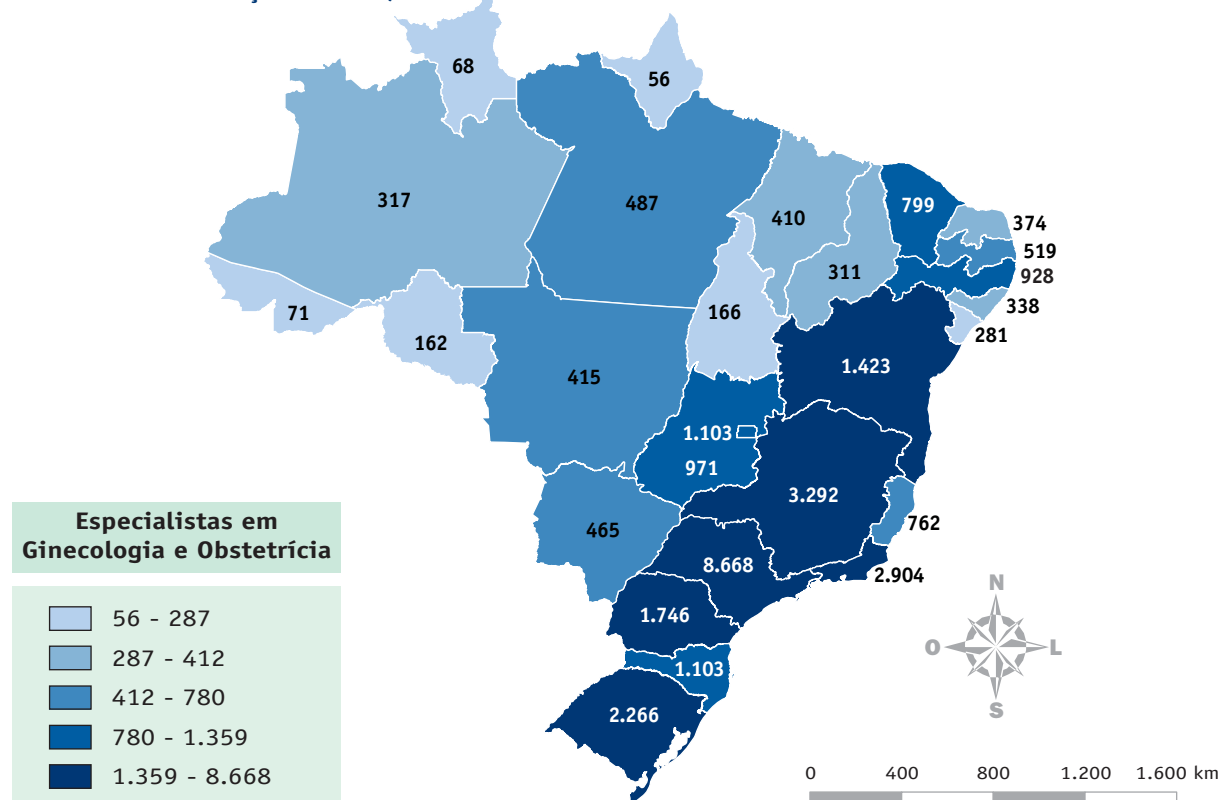 68
56
317
487
410
799
374
519
928
338
281
311
71
162
166
415
1.423
1.103
971
3.292
762
465
8.668
2.904
1.746
1.103
2.266
Especialistas em
Ginecologia e Obstetrícia
56 - 287
287 - 412
412 - 780
780 - 1.359
1.359 - 8.668
N
O L
S
0 400 800 1.200 1.600 km